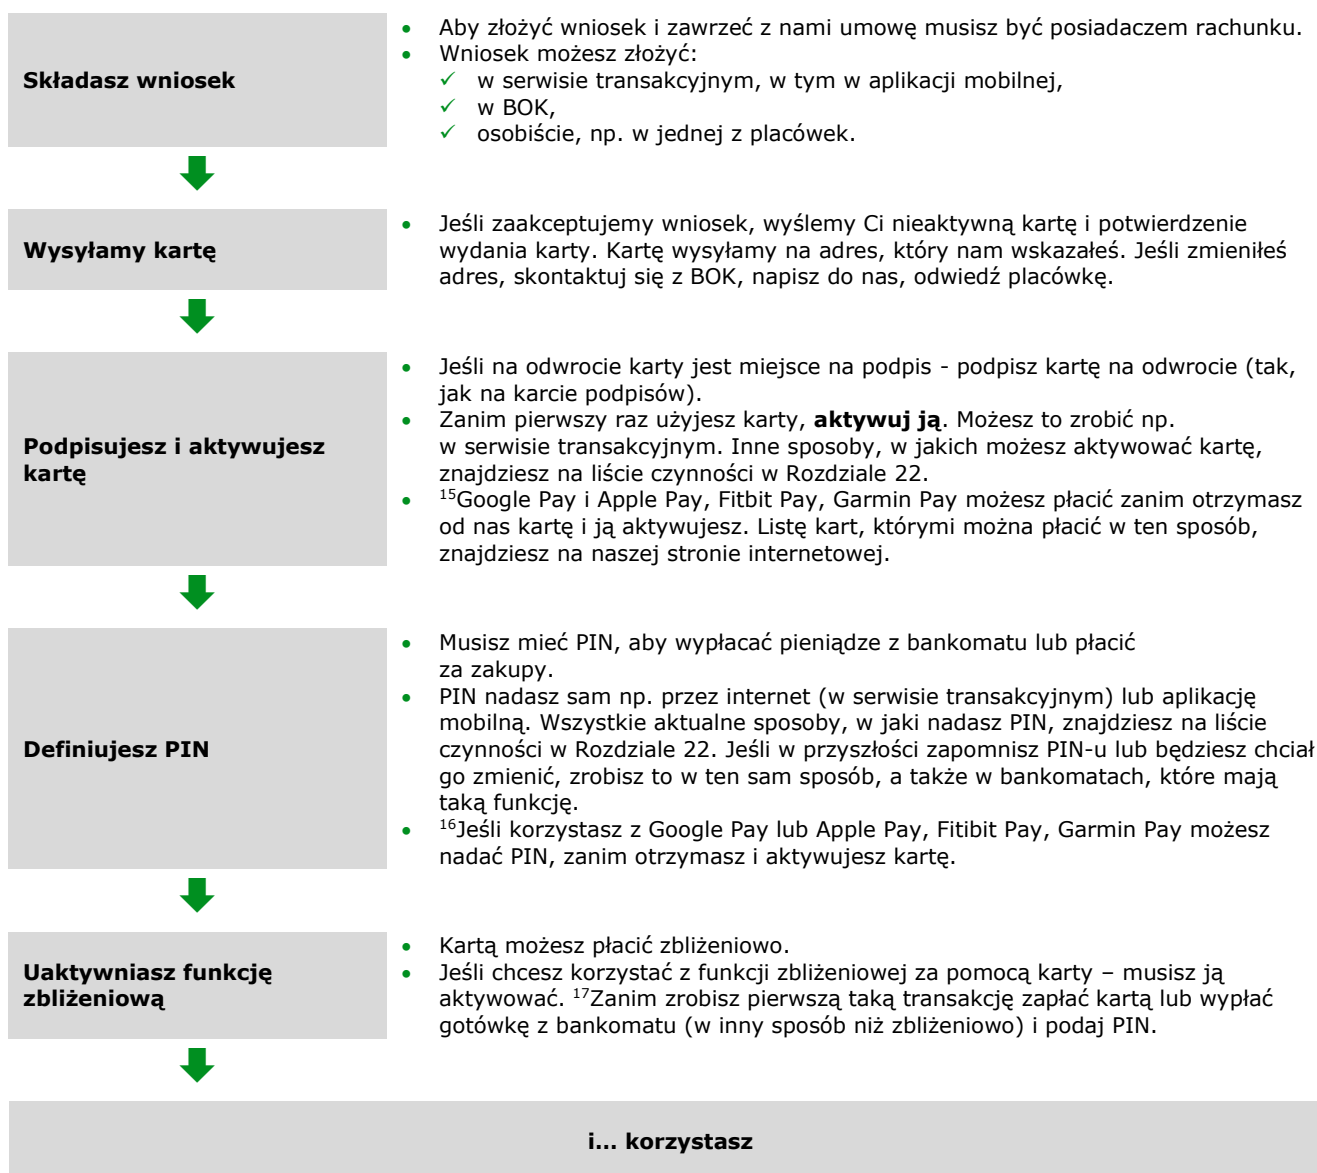 Składasz wniosek
• Aby złożyć wniosek i zawrzeć z nami umowę musisz być posiadaczem rachunku.
• Wniosek możesz złożyć:
✓ w serwisie transakcyjnym, w tym w aplikacji mobilnej,
✓ w BOK,
✓ osobiście, np. w jednej z placówek.
Wysyłamy kartę
• Jeśli zaakceptujemy wniosek, wyślemy Ci nieaktywną kartę i potwierdzenie
wydania karty. Kartę wysyłamy na adres, który nam wskazałeś. Jeśli zmieniłeś
adres, skontaktuj się z BOK, napisz do nas, odwiedź placówkę.
Podpisujesz i aktywujesz
kartę
• Jeśli na odwrocie karty jest miejsce na podpis - podpisz kartę na odwrocie (tak,
jak na karcie podpisów).
• Zanim pierwszy raz użyjesz karty, aktywuj ją. Możesz to zrobić np.
w serwisie transakcyjnym. Inne sposoby, w jakich możesz aktywować kartę,
znajdziesz na liście czynności w Rozdziale 22.
• 15Google Pay i Apple Pay, Fitbit Pay, Garmin Pay możesz płacić zanim otrzymasz
od nas kartę i ją aktywujesz. Listę kart, którymi można płacić w ten sposób,
znajdziesz na naszej stronie internetowej.
Definiujesz PIN
• Musisz mieć PIN, aby wypłacać pieniądze z bankomatu lub płacić
za zakupy.
• PIN nadasz sam np. przez internet (w serwisie transakcyjnym) lub aplikację
mobilną. Wszystkie aktualne sposoby, w jaki nadasz PIN, znajdziesz na liście
czynności w Rozdziale 22. Jeśli w przyszłości zapomnisz PIN-u lub będziesz chciał
go zmienić, zrobisz to w ten sam sposób, a także w bankomatach, które mają
taką funkcję.
• 16Jeśli korzystasz z Google Pay lub Apple Pay, Fitibit Pay, Garmin Pay możesz
nadać PIN, zanim otrzymasz i aktywujesz kartę.
Uaktywniasz funkcję
zbliżeniową
• Kartą możesz płacić zbliżeniowo.
• Jeśli chcesz korzystać z funkcji zbliżeniowej za pomocą karty – musisz ją
aktywować. 17Zanim zrobisz pierwszą taką transakcję zapłać kartą lub wypłać
gotówkę z bankomatu (w inny sposób niż zbliżeniowo) i podaj PIN.
i... korzystasz